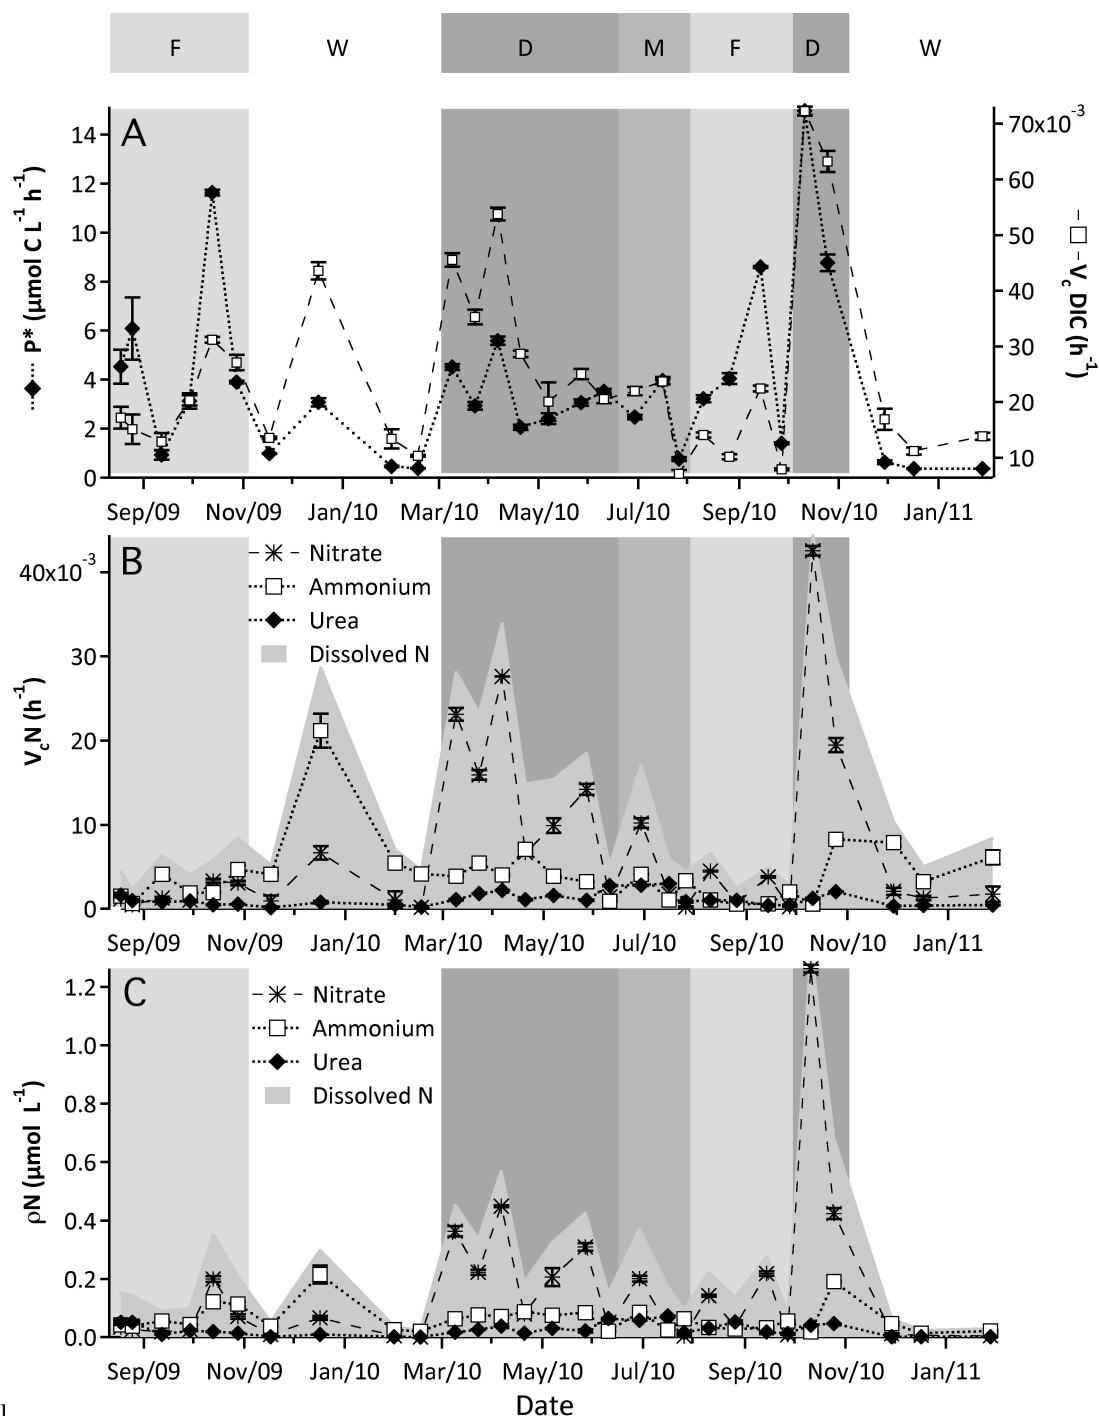 F W D M F D W
A
P* (µmol C L⁻¹ h⁻¹)
14
12
10
8
6
4
2
0
70x10⁻³
60
50
40
30
20
10
V_c DIC (h⁻¹)
Sep/09 Nov/09 Jan/10 Mar/10 May/10 Jul/10 Sep/10 Nov/10 Jan/11
B
Nitrate
Ammonium
Urea
Dissolved N
V_cN (h⁻¹)
40x10⁻³
30
20
10
0
Sep/09 Nov/09 Jan/10 Mar/10 May/10 Jul/10 Sep/10 Nov/10 Jan/11
C
Nitrate
Ammonium
Urea
Dissolved N
ρN (µmol L⁻¹)
1.2
1.0
0.8
0.6
0.4
0.2
0.0
Sep/09 Nov/09 Jan/10 Mar/10 May/10 Jul/10 Sep/10 Nov/10 Jan/11
Date